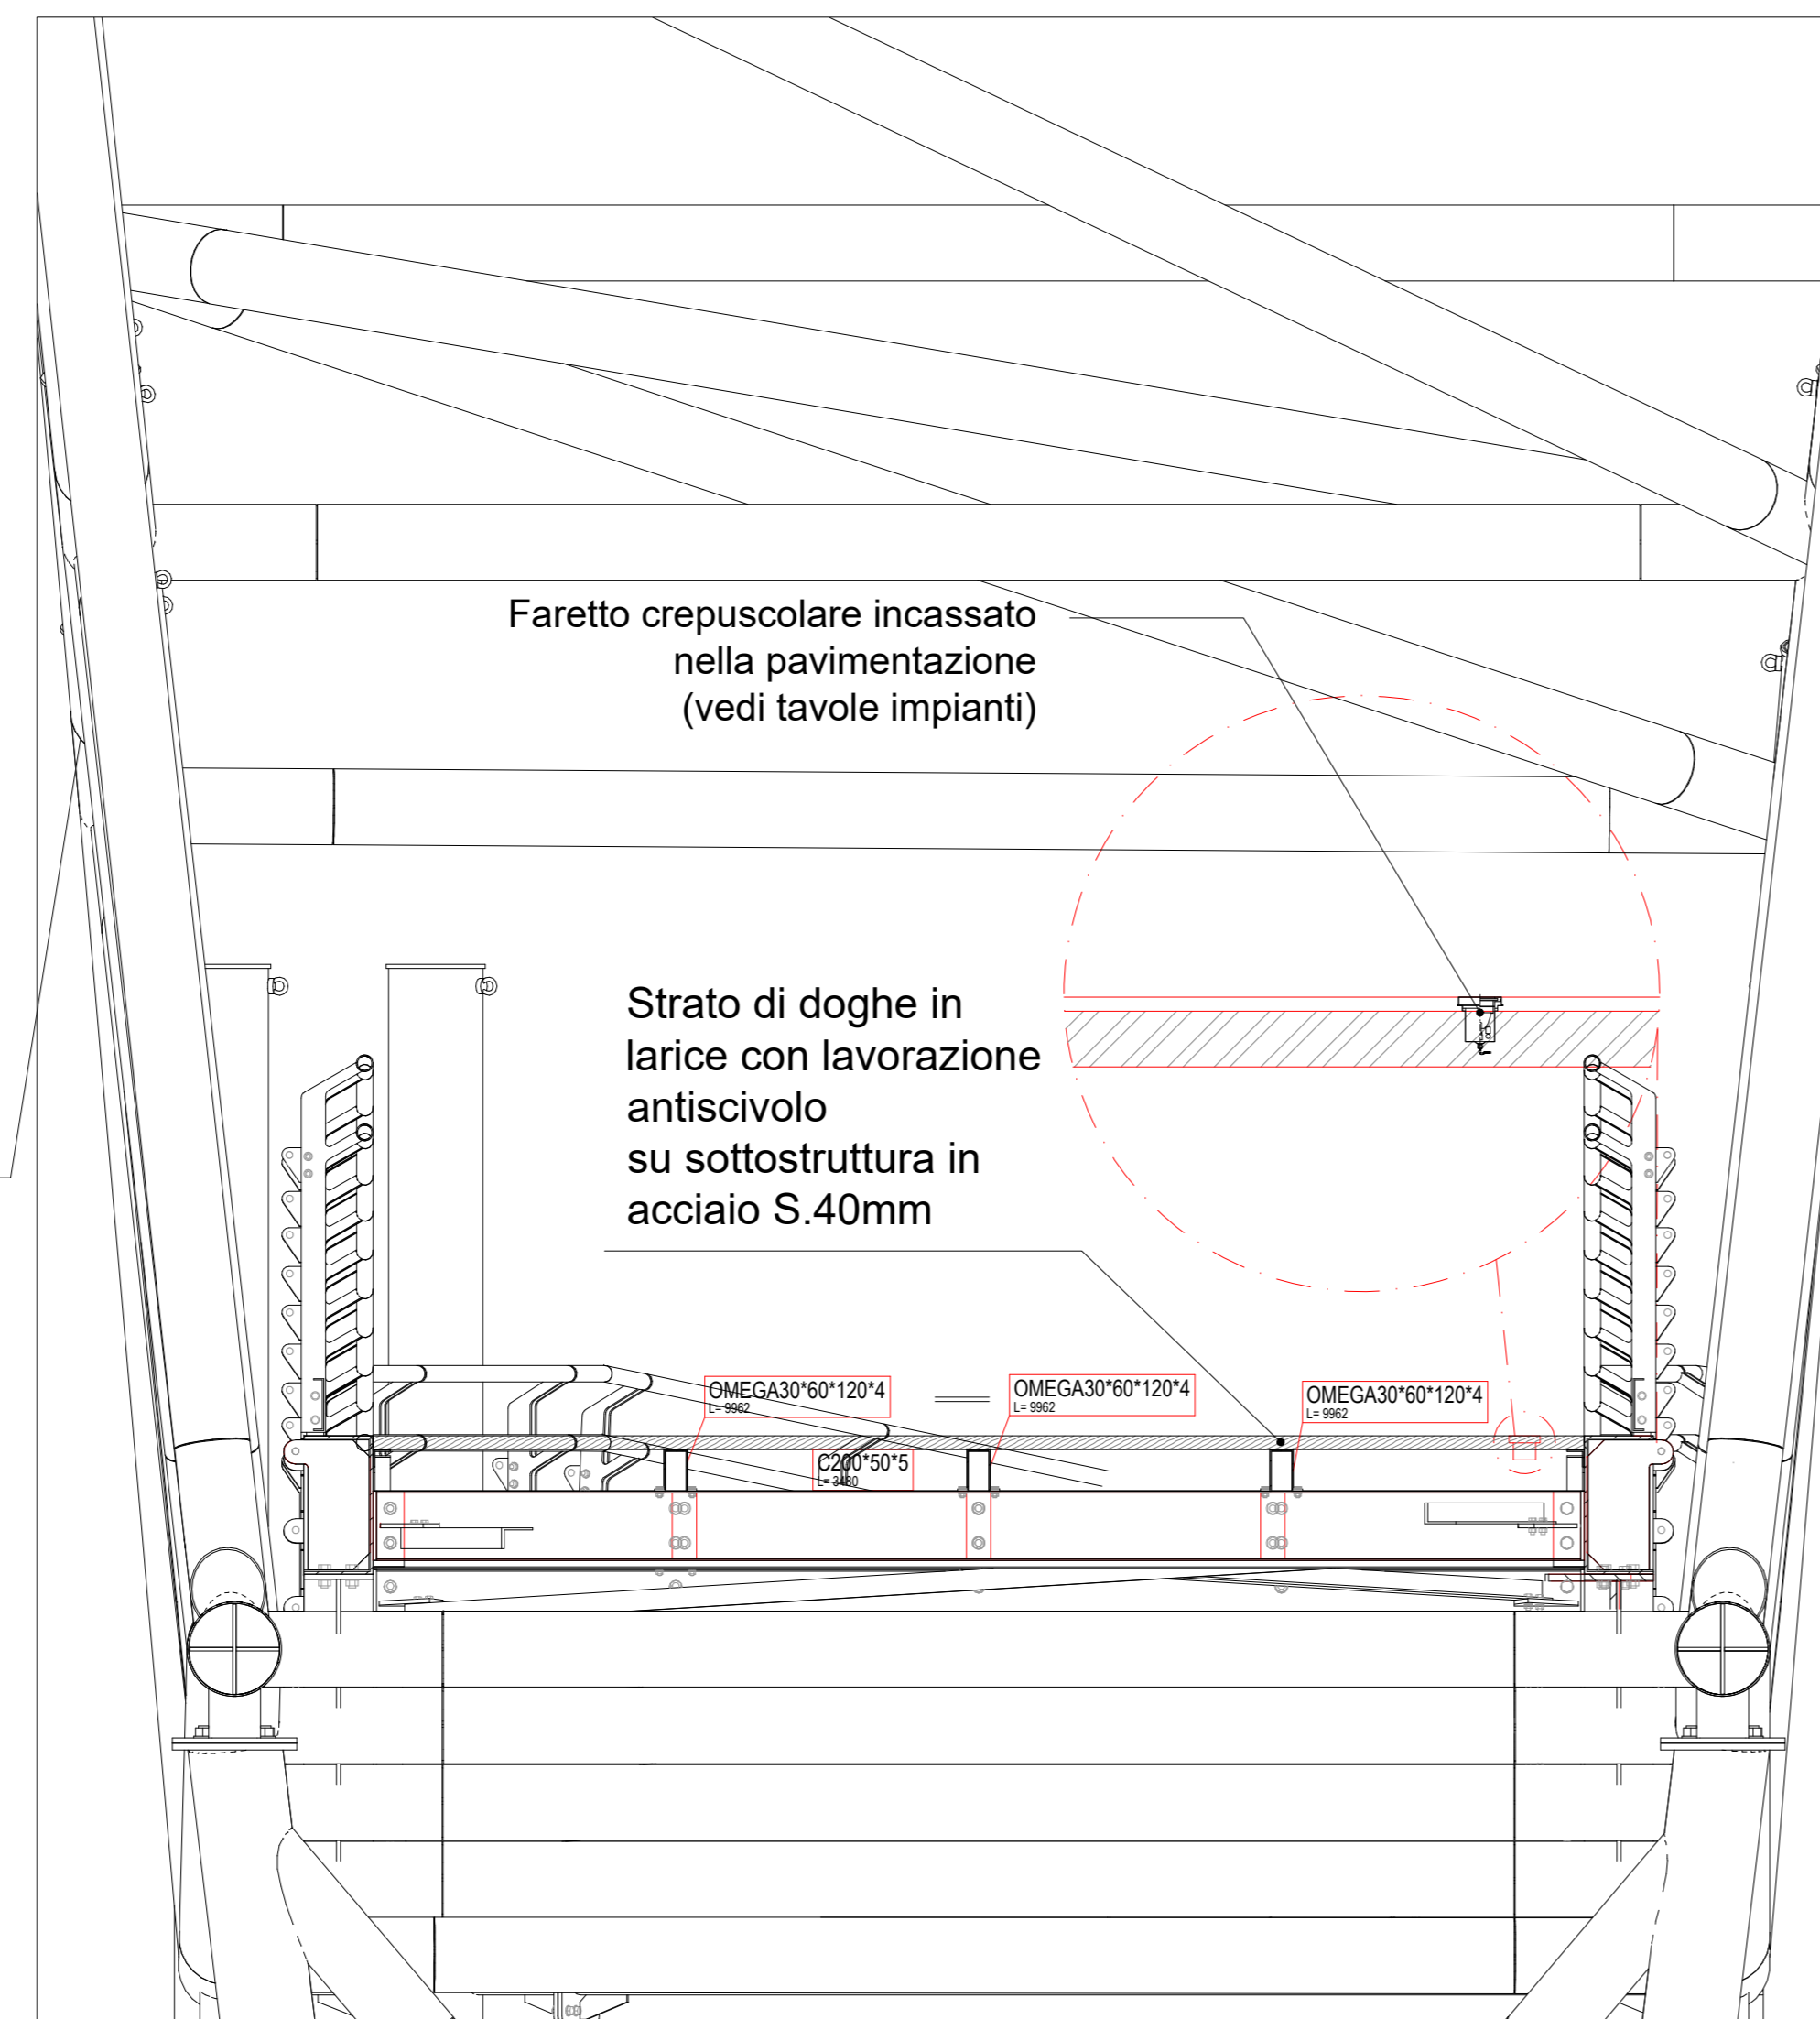 Faretto crepuscolare incassato
nella pavimentazione
(vedi tavole impianti)
Strato di doghe in
larice con lavorazione
antiscivolo
su sottostruttura in
acciaio S.40mm
OMEGA30*60*120*4
L= 9962
OMEGA30*60*120*4
L= 9962
OMEGA30*60*120*4
L= 9962
C200*50*5
L= 3480